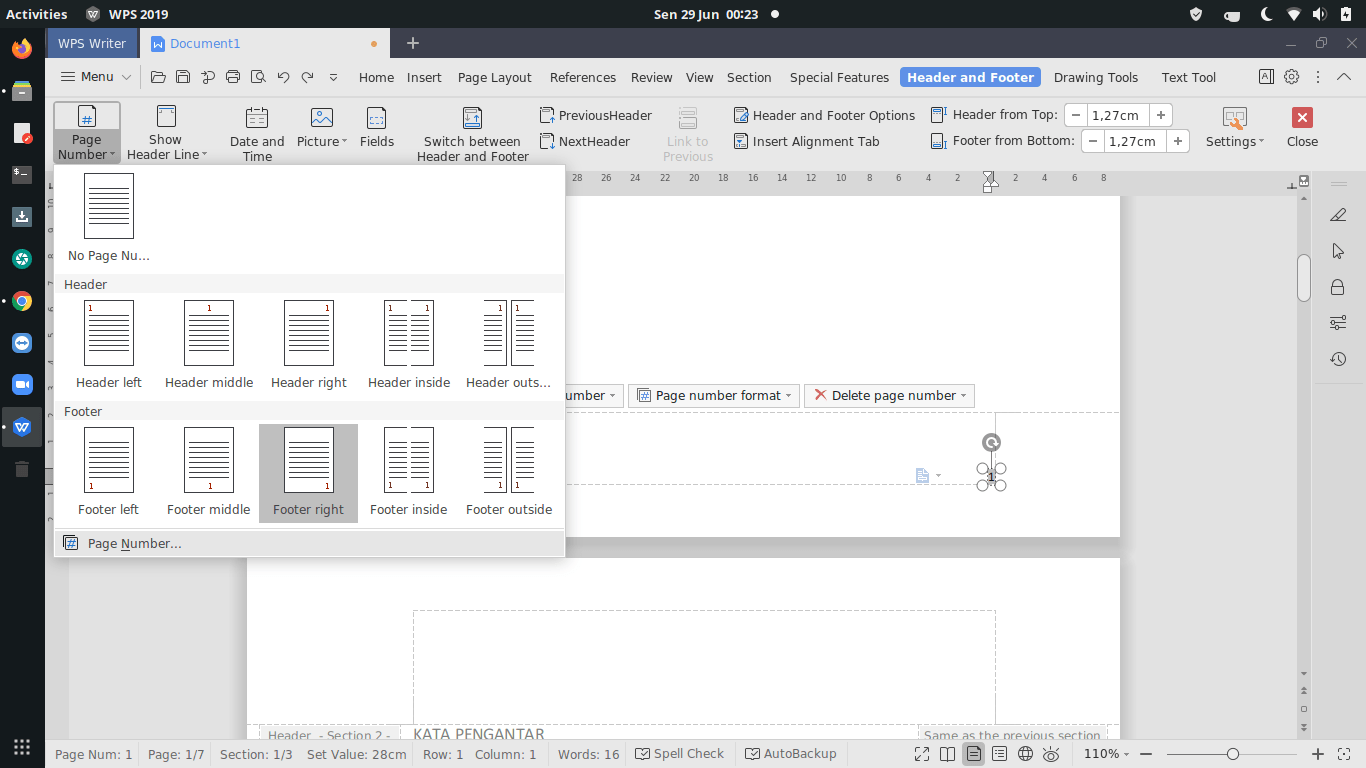 Activities WPS 2019 Sen 29 Jun 00:23
WPS Writer Document1
Menu Home Insert Page Layout References Review View Section Special Features Header and Footer Drawing Tools Text Tool
Page Number
Show Header Line
Date and Time
Picture
Fields
Switch between Header and Footer
PreviousHeader
NextHeader
Link to Previous
Header and Footer Options
Insert Alignment Tab
Header from Top: 1,27cm
Footer from Bottom: 1,27cm
Settings
Close
28 26 24 22 20 18 16 14 12 10 8 6 4 2 2 4 6 8
No Page Nu...
Header
Header left Header middle Header right Header inside Header outs...
Footer
Footer left Footer middle Footer right Footer inside Footer outside
Page Number...
umber Page number format Delete page number
1
Header - Section 2 - KATA PENGANTAR Same as the previous section
Page Num: 1 Page: 1/7 Section: 1/3 Set Value: 28cm Row: 1 Column: 1 Words: 16 Spell Check AutoBackup 110%